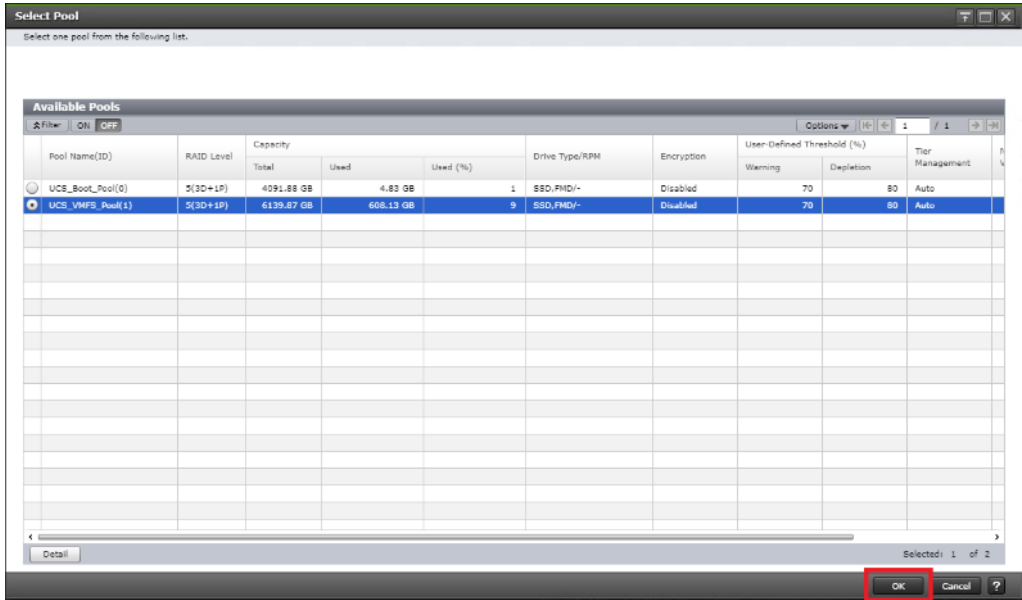 Select Pool
Select one pool from the following list.
Available Pools
Filter ON OFF Options 1 / 1
Pool Name(ID) RAID Level Capacity Drive Type/RPM Encryption User-Defined Threshold (%) Tier Management
Total Used Used (%) Warning Depletion
UCS_Boot_Pool(0) 5(3D+1P) 4091.88 GB 4.83 GB 1 SSD,FMD/- Disabled 70 80 Auto
UCS_VMFS_Pool(1) 5(3D+1P) 6139.87 GB 608.13 GB 9 SSD,FMD/- Disabled 70 80 Auto
Detail Selected: 1 of 2
OK Cancel ?